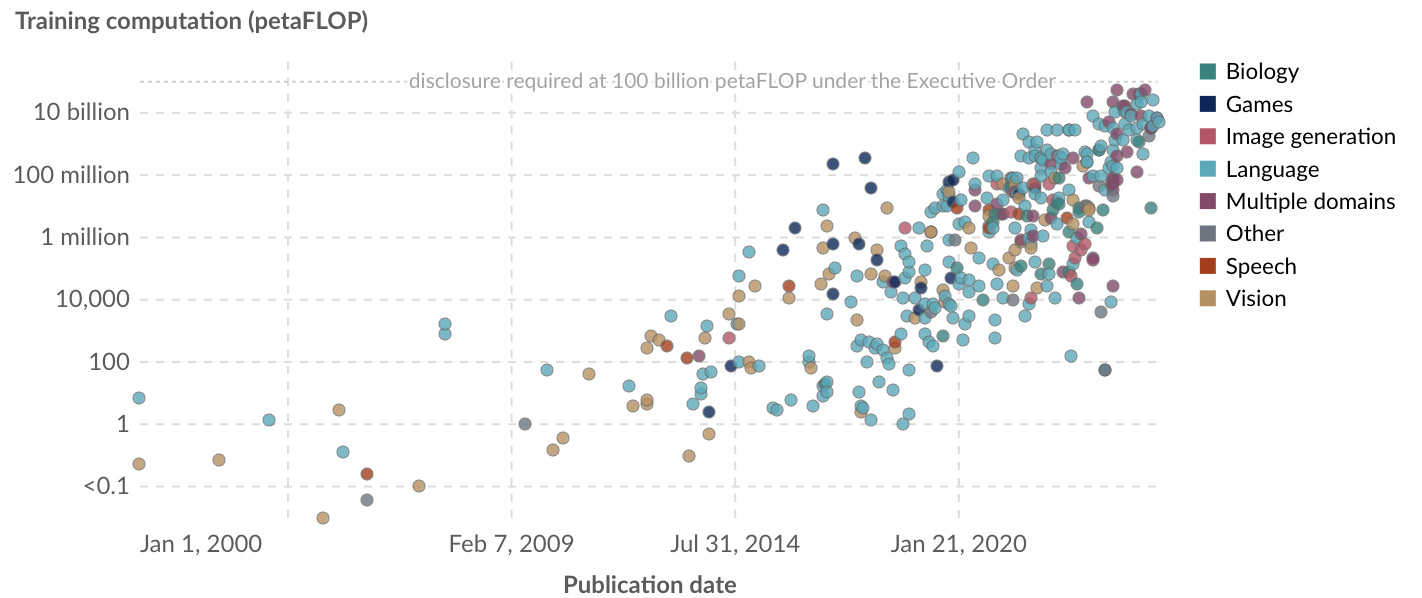 Training computation (petaFLOP)
disclosure required at 100 billion petaFLOP under the Executive Order
10 billion
100 million
1 million
10,000
100
1
<0.1
Jan 1, 2000
Feb 7, 2009
Jul 31, 2014
Jan 21, 2020
Publication date
Biology
Games
Image generation
Language
Multiple domains
Other
Speech
Vision